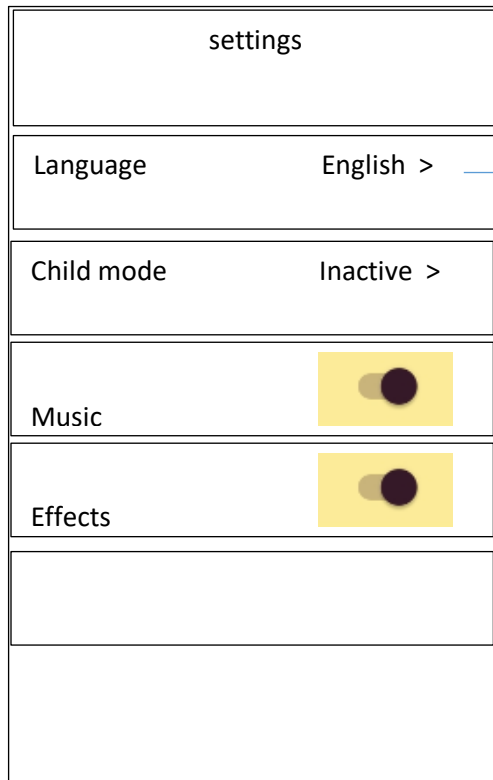 settings
Language English >
Child mode Inactive >
Music
Effects